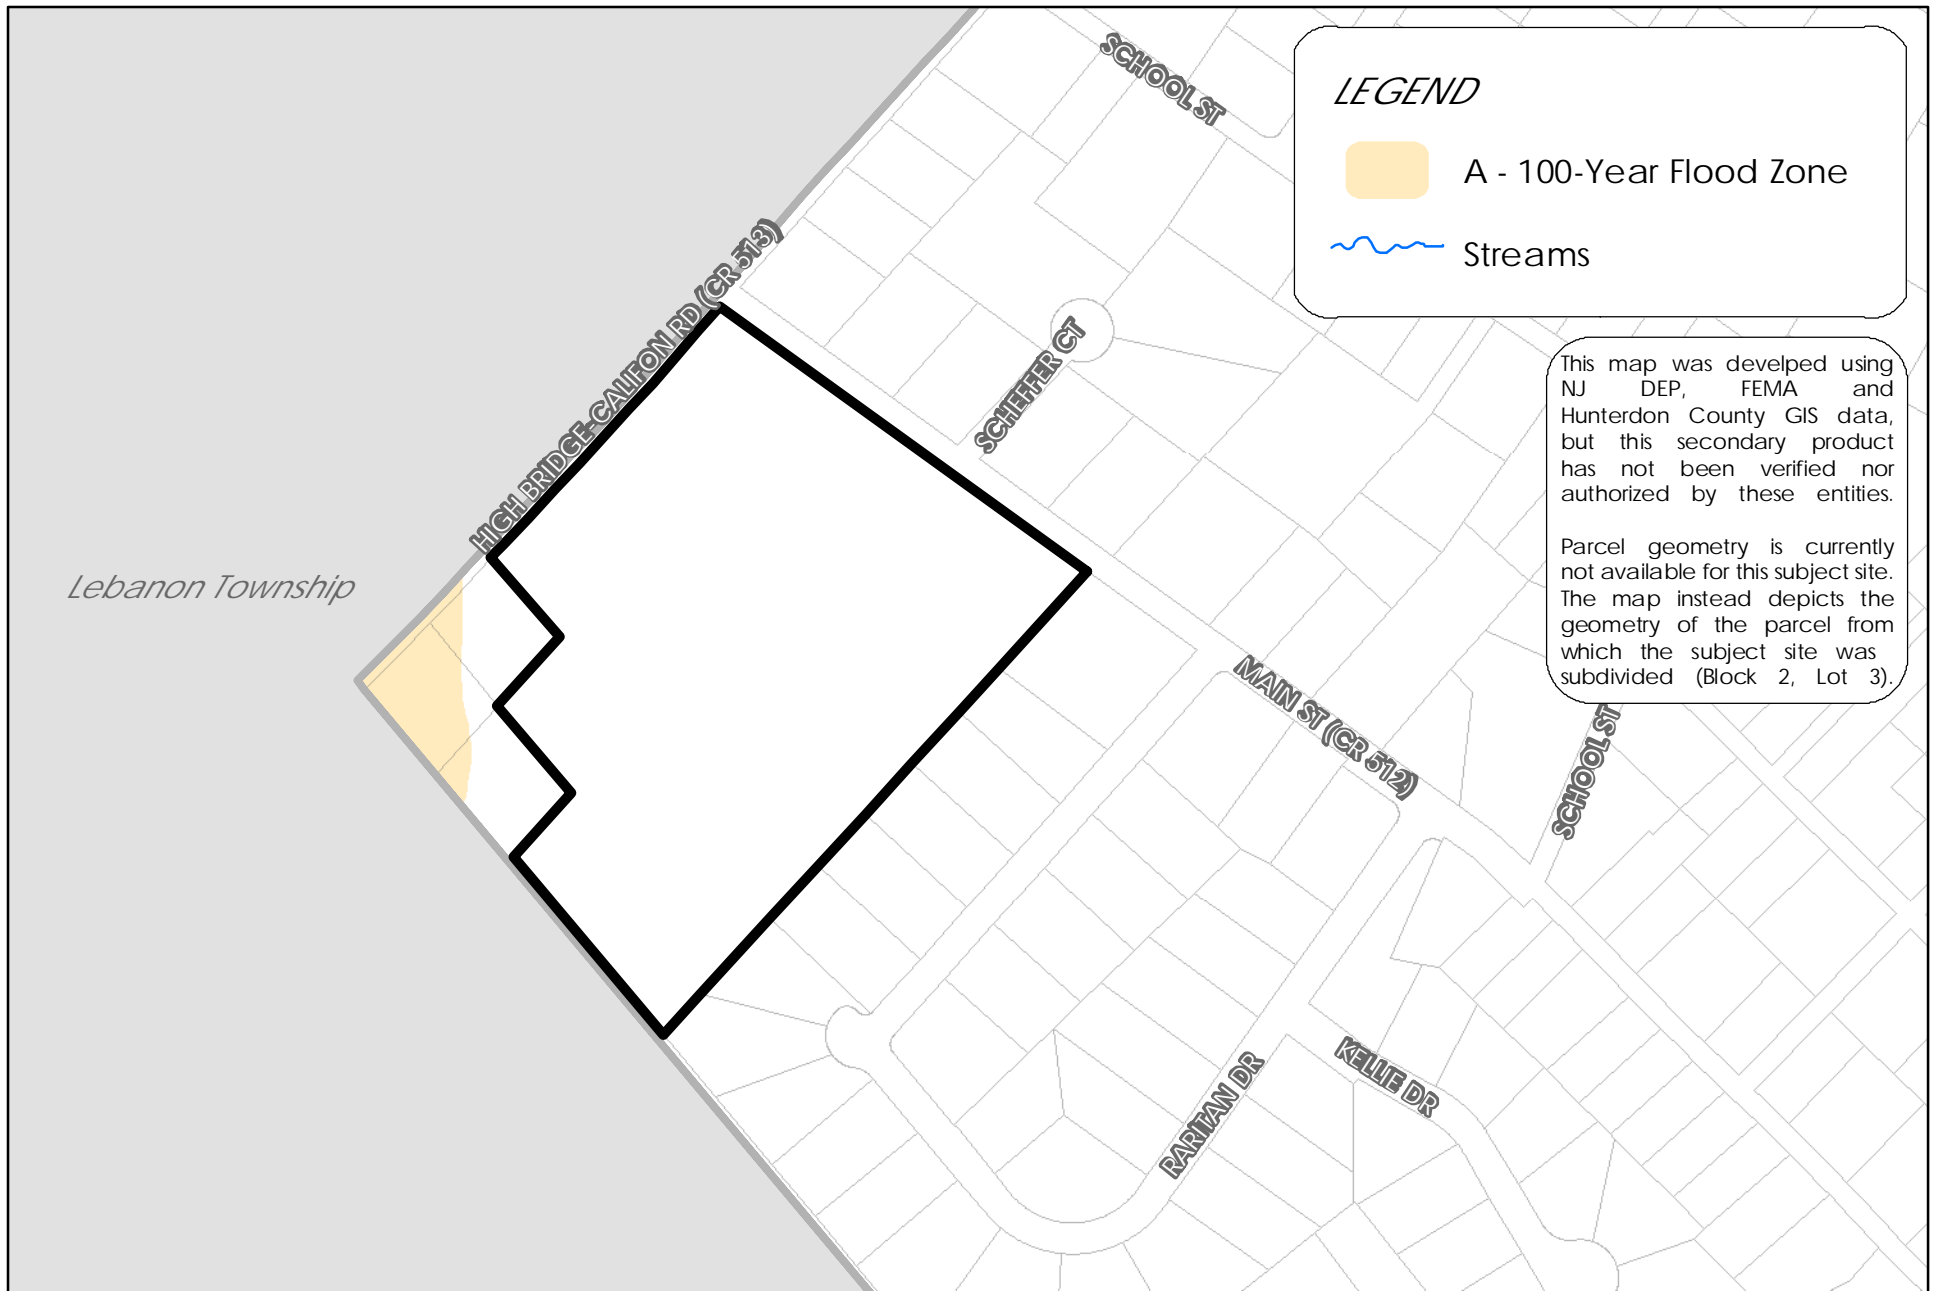 SCHOOL ST
LEGEND
A - 100-Year Flood Zone
Streams
HIGH BRIDGE-CALIFON RD (CR 513)
SCHEFFER CT
This map was develped using
NJ DEP, FEMA and
Hunterdon County GIS data,
but this secondary product
has not been verified nor
authorized by these entities.
Parcel geometry is currently
not available for this subject site.
The map instead depicts the
geometry of the parcel from
which the subject site was
subdivided (Block 2, Lot 3).
Lebanon Township
MAIN ST (CR 512)
SCHOOL ST
RARITAN DR
KELLIE DR